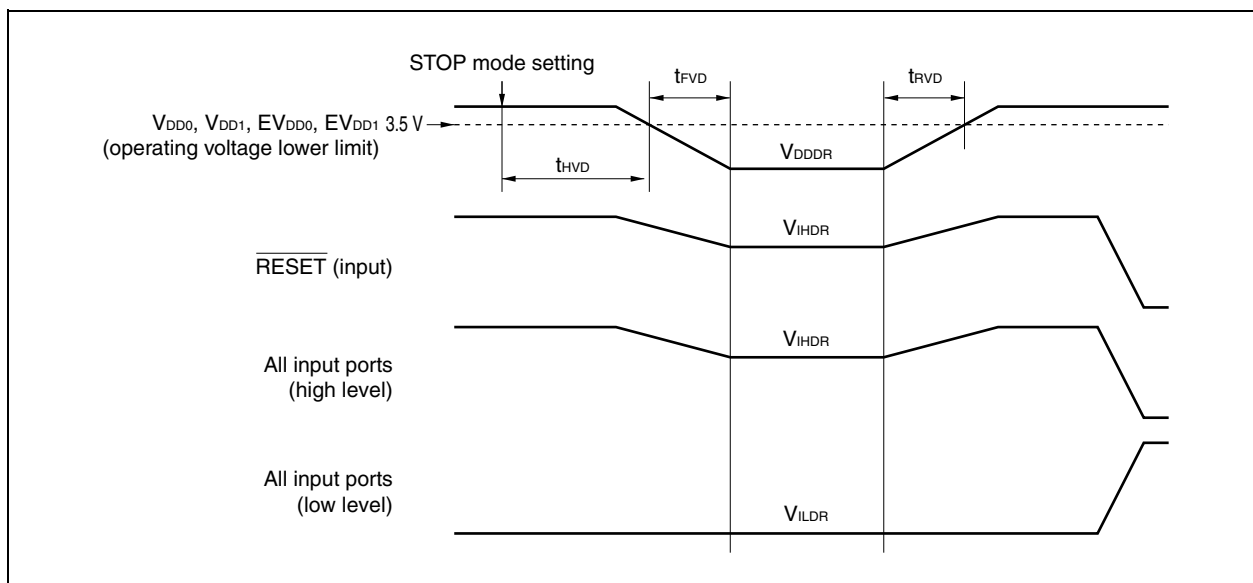 STOP mode setting
tFVD
tRVD
VDD0, VDD1, EVDD0, EVDD1 3.5 V
(operating voltage lower limit)
VDDDR
tHVD
VIHDR
RESET (input)
VIHDR
All input ports
(high level)
All input ports
(low level)
VILDR